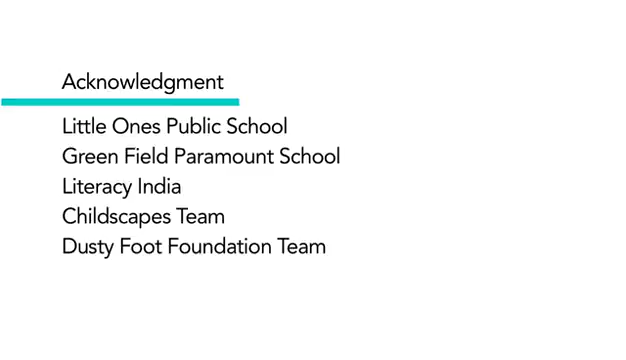 Acknowledgment
Little Ones Public School
Green Field Paramount School
Literacy India
Childscapes Team
Dusty Foot Foundation Team